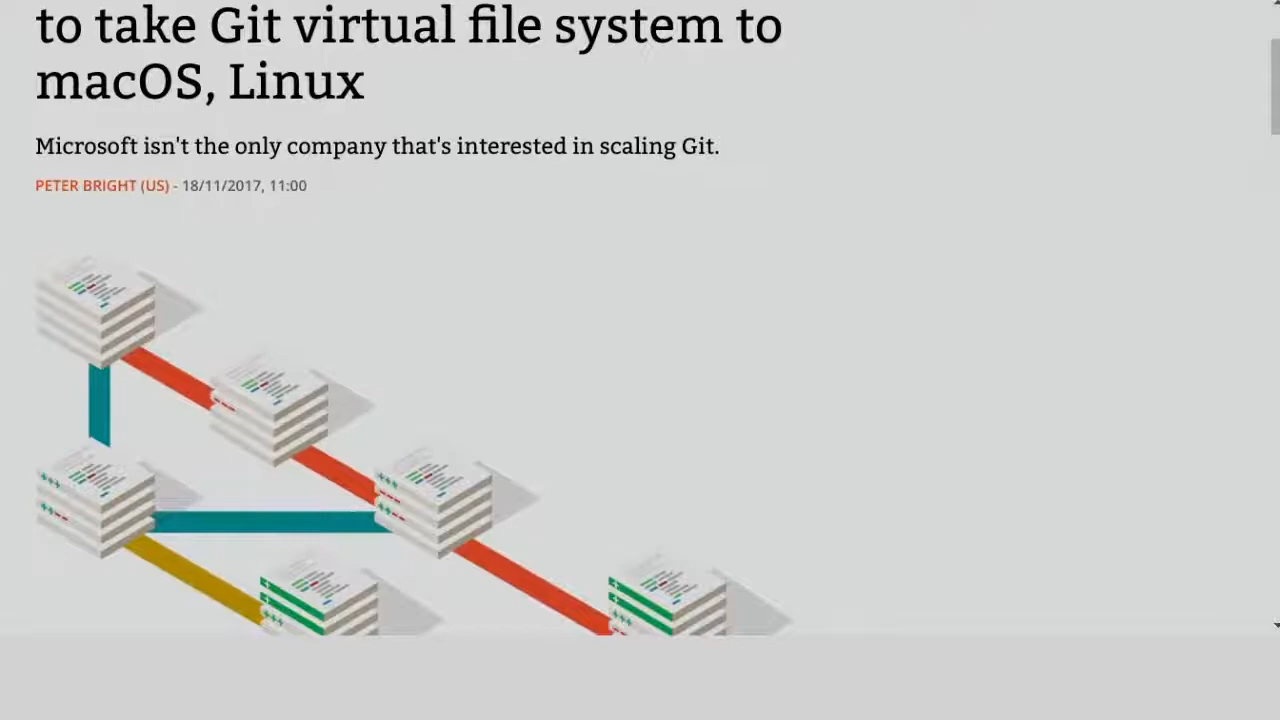 to take Git virtual file system to
macOS, Linux
Microsoft isn't the only company that's interested in scaling Git.
PETER BRIGHT (US) - 18/11/2017, 11:00